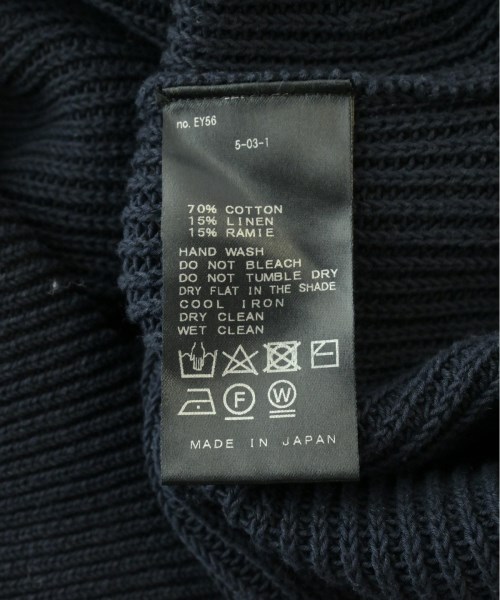 no. EY56
5-03-1
70% COTTON
15% LINEN
15% RAMIE
HAND WASH
DO NOT BLEACH
DO NOT TUMBLE DRY
DRY FLAT IN THE SHADE
COOL IRON
DRY CLEAN
WET CLEAN
F W
MADE IN JAPAN